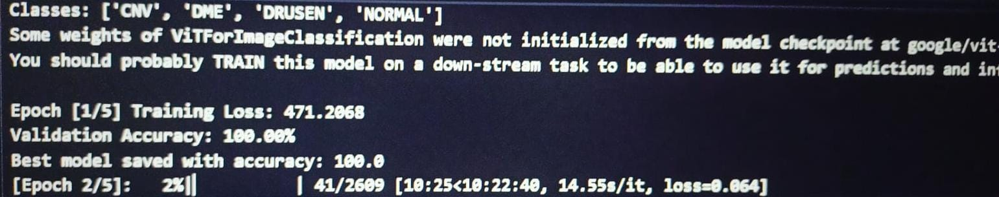 Classes: ['CNV', 'DME', 'DRUSEN', 'NORMAL']
Some weights of ViTForImageClassification were not initialized from the model checkpoint at google/vit-
You should probably TRAIN this model on a down-stream task to be able to use it for predictions and inf
Epoch [1/5] Training Loss: 471.2068
Validation Accuracy: 100.00%
Best model saved with accuracy: 100.0
[Epoch 2/5]: 2%| | 41/2609 [10:25<10:22:40, 14.55s/it, loss=0.064]